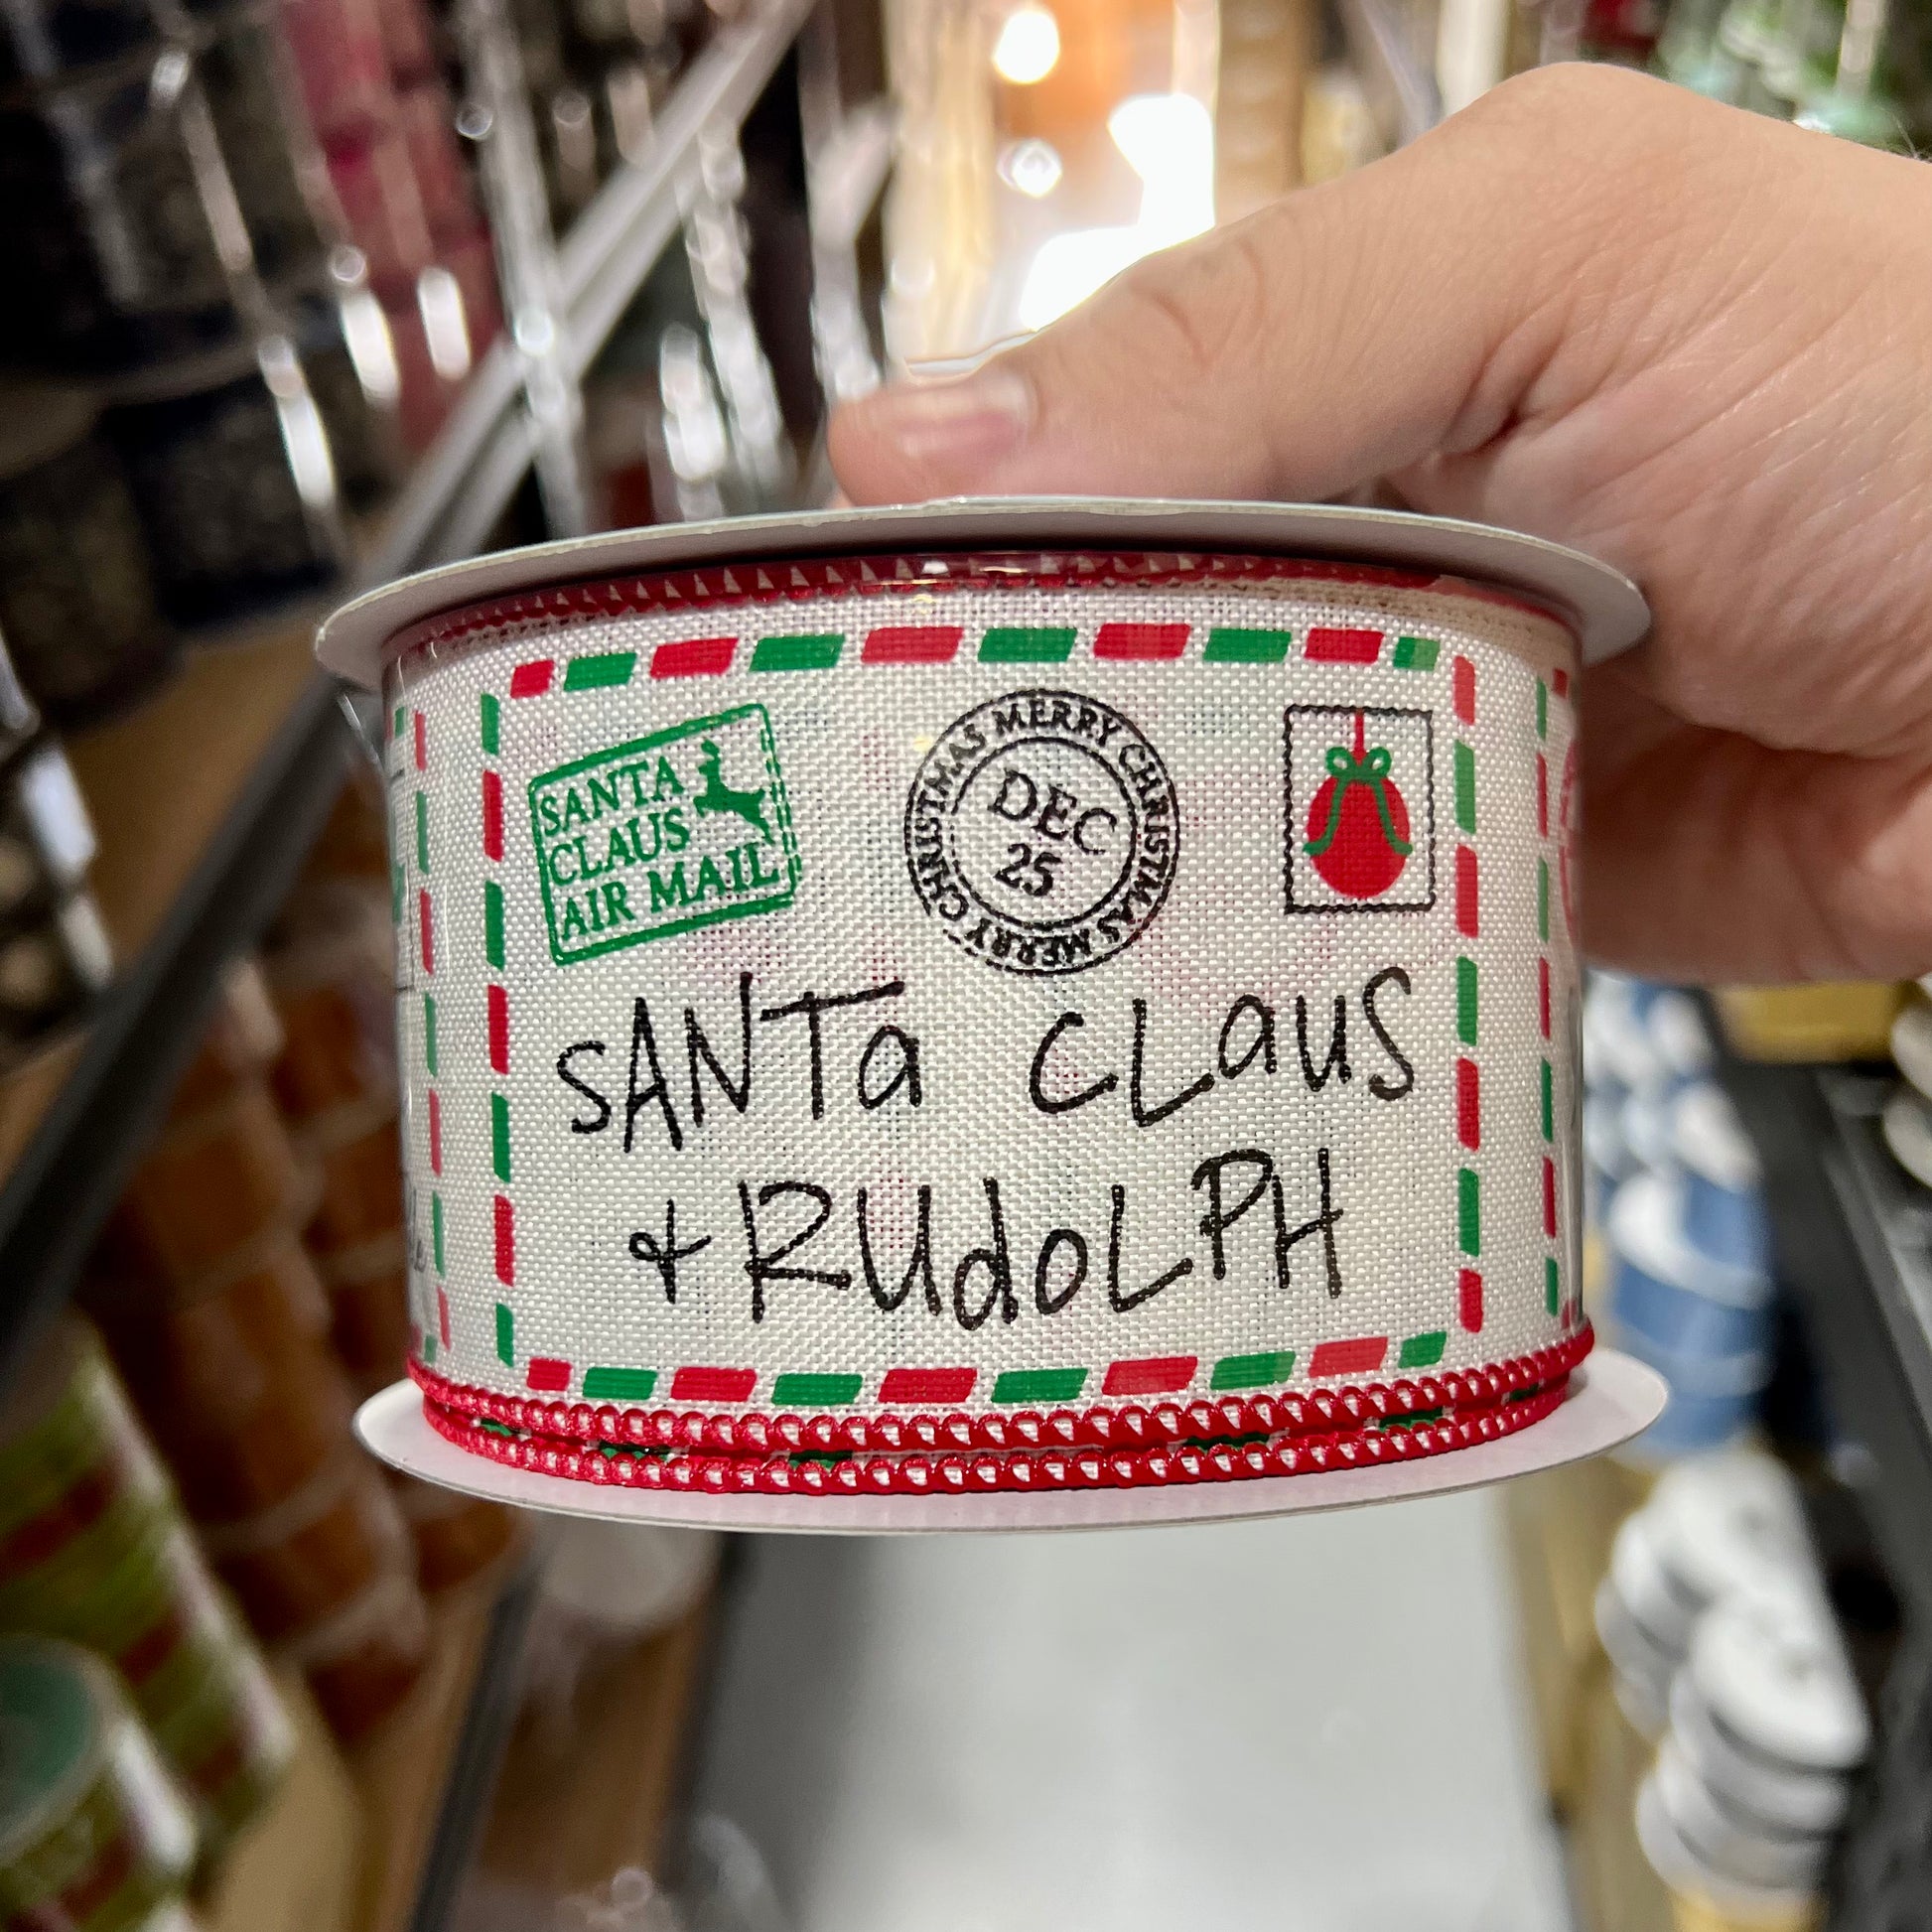 SANTA
CLAUS
AIR MAIL
MERRY CHRISTMAS MERRY CHRISTMAS
DEC
25
SANTa CLauS
& RUdoLPH